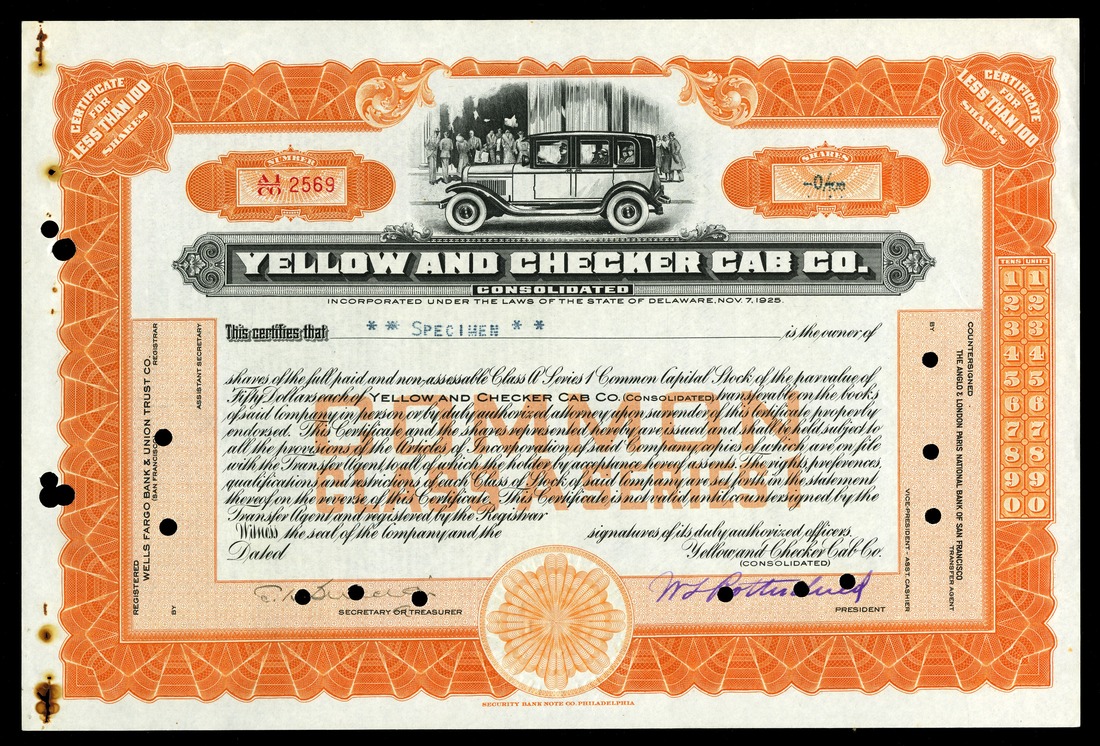 CERTIFICATE
FOR
LESS THAN 100
SHARES
CERTIFICATE
FOR
LESS THAN 100
SHARES
NUMBER
A1
CO 2569
SHARES
-0/
YELLOW AND CHECKER CAB CO.
CONSOLIDATED
INCORPORATED UNDER THE LAWS OF THE STATE OF DELAWARE, NOV. 7, 1925.
TENS UNITS
1 1
2 2
3 3
4 4
5 5
6 6
7 7
8 8
9 9
0 0
This certifies that ** SPECIMEN ** is the owner of
shares of the full paid and non-assessable Class A Series 1 Common Capital Stock of the par value of
Fifty Dollars each of YELLOW AND CHECKER CAB CO. (CONSOLIDATED) transferable on the books
of said Company in person or by duly authorized attorney upon surrender of this Certificate properly
endorsed. This Certificate and the shares represented hereby are issued and shall be held subject to
all the provisions of the Articles of Incorporation of said Company, copies of which are on file
with the Transfer Agent to all of which the holder by acceptance hereof assents. The rights, preferences,
qualifications and restrictions of each Class of Stock of said Company are set forth in the statement
thereof on the reverse of this Certificate. This Certificate is not valid until countersigned by the
Transfer Agent and registered by the Registrar
Witness the seal of the Company and the signatures of its duly authorized officers.
Dated Yellow and Checker Cab Co.
(CONSOLIDATED)
COMMON
CLASS A SERIES 1
SECRETARY OR TREASURER
PRESIDENT
REGISTERED
WELLS FARGO BANK & UNION TRUST CO.
(SAN FRANCISCO)
REGISTRAR
BY
ASSISTANT SECRETARY
COUNTERSIGNED
THE ANGLO & LONDON PARIS NATIONAL BANK OF SAN FRANCISCO
TRANSFER AGENT
BY
VICE-PRESIDENT - ASST. CASHIER
SECURITY BANK NOTE CO. PHILADELPHIA